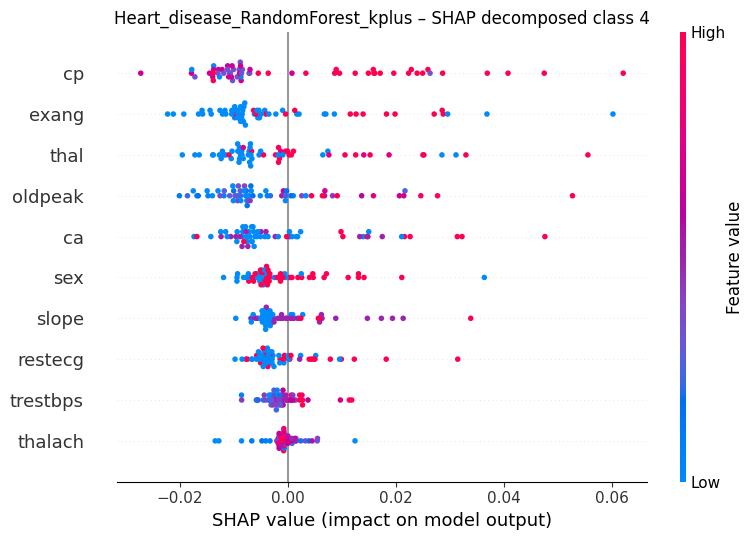 Heart_disease_RandomForest_kplus – SHAP decomposed class 4
High
cp
exang
thal
oldpeak
ca
sex
slope
restecg
trestbps
thalach
Feature value
Low
−0.02 0.00 0.02 0.04 0.06
SHAP value (impact on model output)